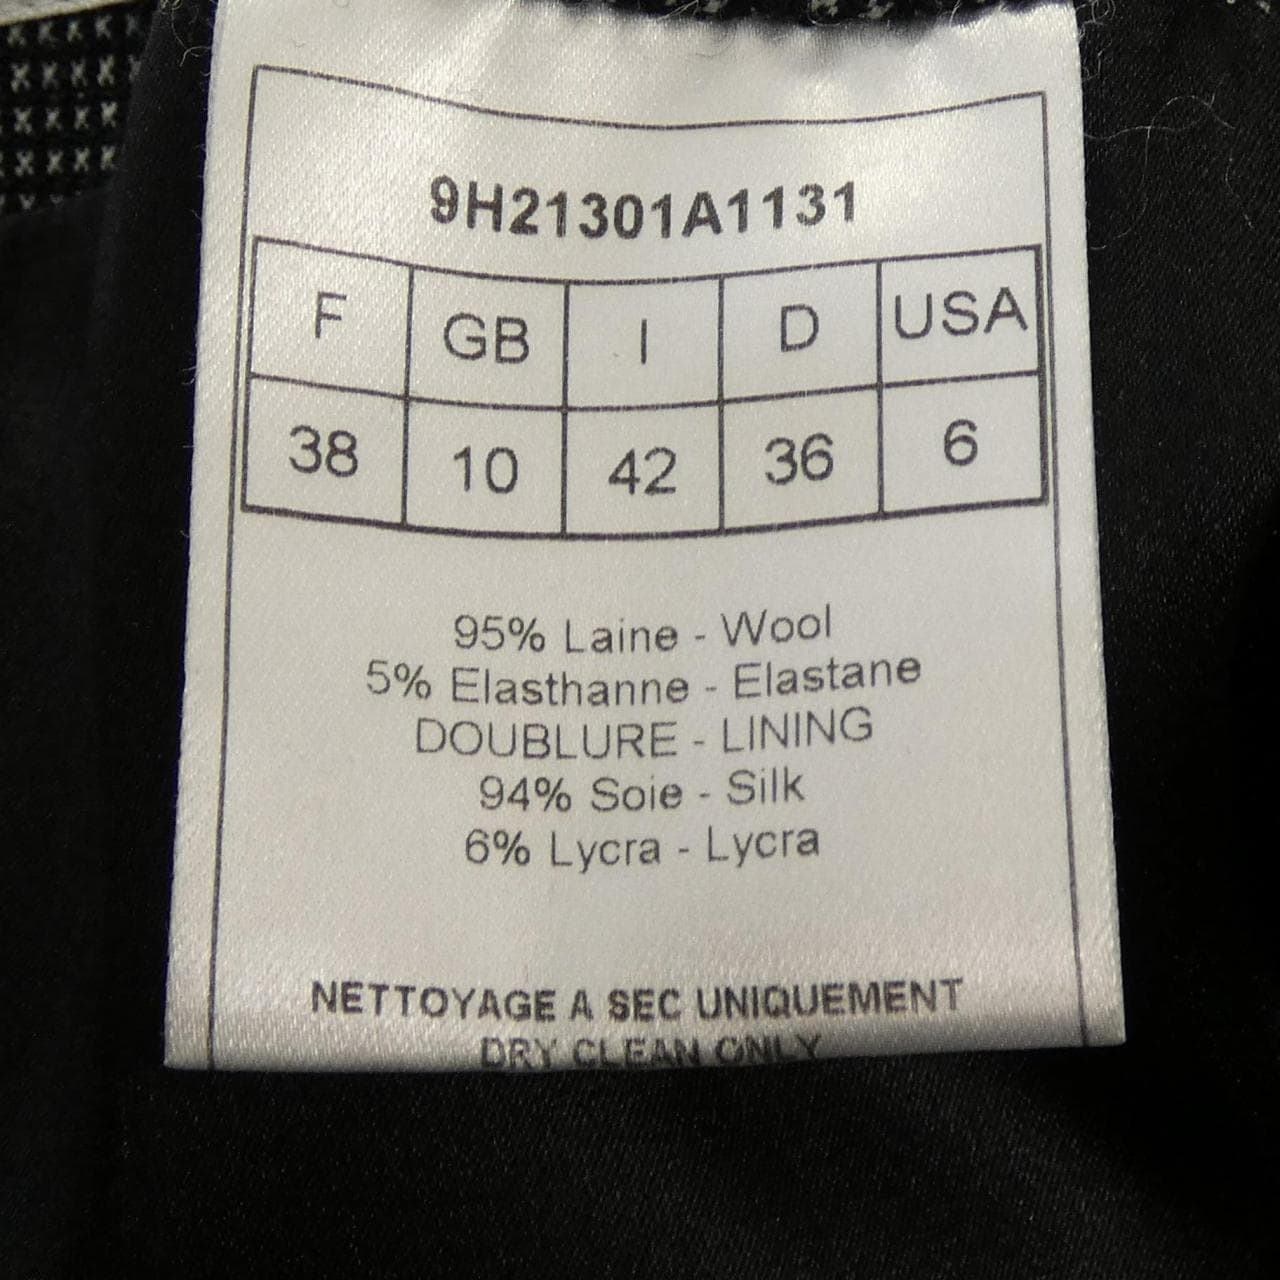 9H21301A1131
F GB I D USA
38 10 42 36 6
95% Laine - Wool
5% Elasthanne - Elastane
DOUBLURE - LINING
94% Soie - Silk
6% Lycra - Lycra
NETTOYAGE A SEC UNIQUEMENT
DRY CLEAN ONLY